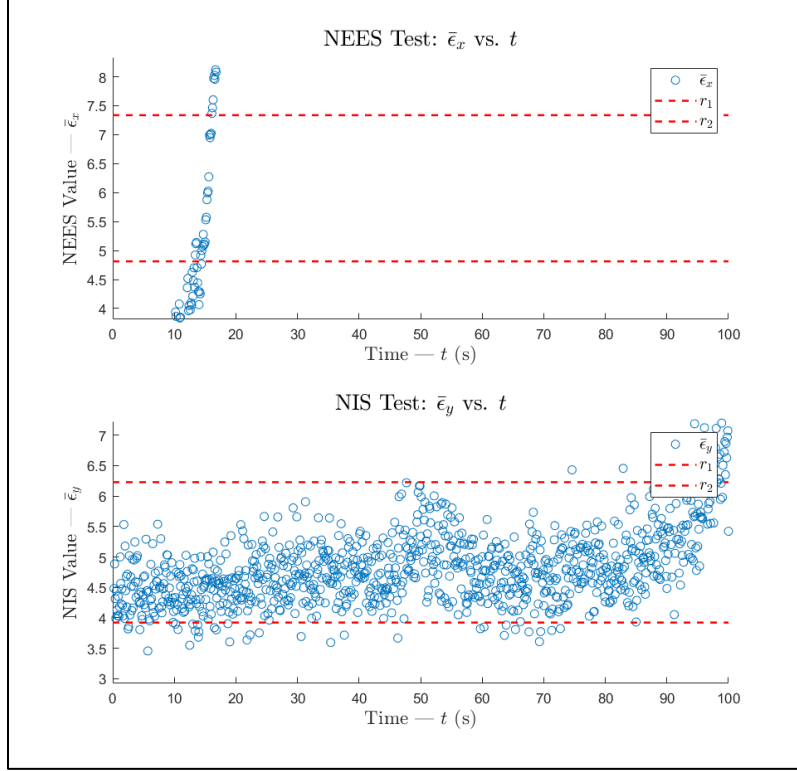 NEES Test: ε̄ₓ vs. t
NEES Value — ε̄ₓ
8
7.5
7
6.5
6
5.5
5
4.5
4
0 10 20 30 40 50 60 70 80 90 100
Time — t (s)
ε̄ₓ
r₁
r₂
NIS Test: ε̄ᵧ vs. t
NIS Value — ε̄ᵧ
7
6.5
6
5.5
5
4.5
4
3.5
3
0 10 20 30 40 50 60 70 80 90 100
Time — t (s)
ε̄ᵧ
r₁
r₂